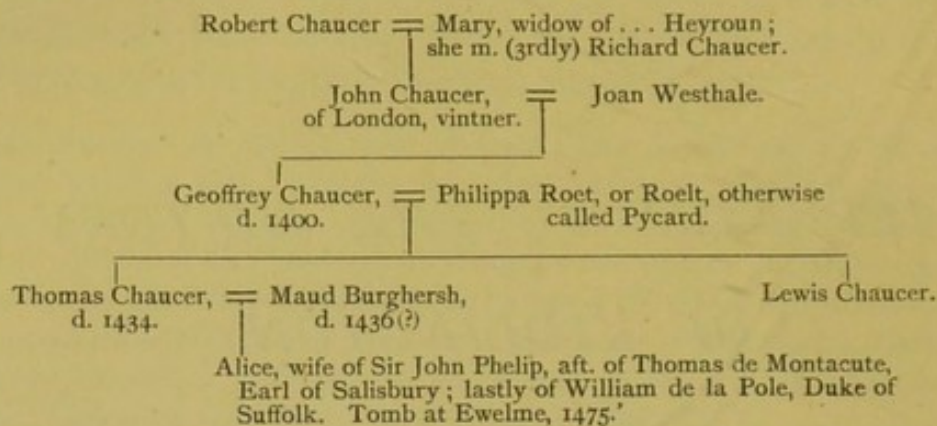 Robert Chaucer = Mary, widow of ... Heyroun;
she m. (3rdly) Richard Chaucer.
John Chaucer, = Joan Westhale.
of London, vintner.
Geoffrey Chaucer, = Philippa Roet, or Roelt, otherwise
d. 1400. called Pycard.
Thomas Chaucer, = Maud Burghersh, Lewis Chaucer.
d. 1434. d. 1436(?)
Alice, wife of Sir John Phelip, aft. of Thomas de Montacute,
Earl of Salisbury; lastly of William de la Pole, Duke of
Suffolk. Tomb at Ewelme, 1475.'